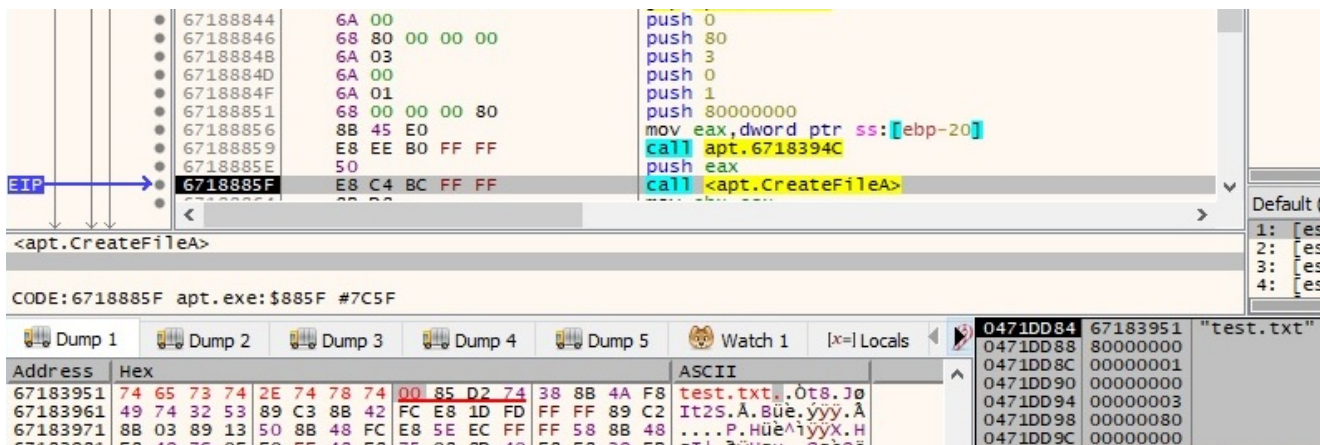 67188844 6A 00 push 0
67188846 68 80 00 00 00 push 80
6718884B 6A 03 push 3
6718884D 6A 00 push 0
6718884F 6A 01 push 1
67188851 68 00 00 00 80 push 80000000
67188856 8B 45 E0 mov eax,dword ptr ss:[ebp-20]
67188859 E8 EE B0 FF FF call apt.6718394C
6718885E 50 push eax
EIP 6718885F E8 C4 BC FF FF call <apt.CreateFileA>
Default (
1: [es
2: [es
3: [es
4: [es
<apt.CreateFileA>
CODE:6718885F apt.exe:$885F #7C5F
Dump 1 Dump 2 Dump 3 Dump 4 Dump 5 Watch 1 [x=] Locals
Address Hex ASCII
67183951 74 65 73 74 2E 74 78 74 00 85 D2 74 38 8B 4A F8 test.txt..Òt8.Jø
67183961 49 74 32 53 89 C3 8B 42 FC E8 1D FD FF FF 89 C2 It2S.Ã.Büè.ýÿÿ.Â
67183971 8B 03 89 13 50 8B 48 FC E8 5E EC FF FF 58 8B 48 ....P.Hüè^ìÿÿX.H
0471DD84 67183951 "test.txt"
0471DD88 80000000
0471DD8C 00000001
0471DD90 00000000
0471DD94 00000003
0471DD98 00000080
0471DD9C 00000000